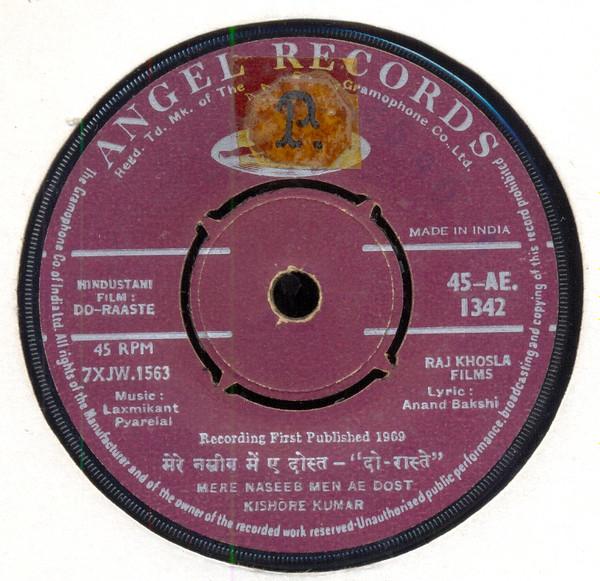 ANGEL RECORDS
Regd. Td. Mk. of The Gramophone Co. Ltd.
P.
MADE IN INDIA
HINDUSTANI
FILM :
DO-RAASTE
45-AE.
1342
45 RPM
7XJW.1563
Music :
Laxmikant
Pyarelal
RAJ KHOSLA
FILMS
Lyric :
Anand Bakshi
Recording First Published 1969
मेरे नसीब में ए दोस्त - "दो-रास्ते"
MERE NASEEB MEN AE DOST
KISHORE KUMAR
The Gramophone Co of India Ltd. All rights of the Manufacturer and of the owner of the recorded work reserved-Unauthorised public performance, broadcasting and copying of this record prohibited